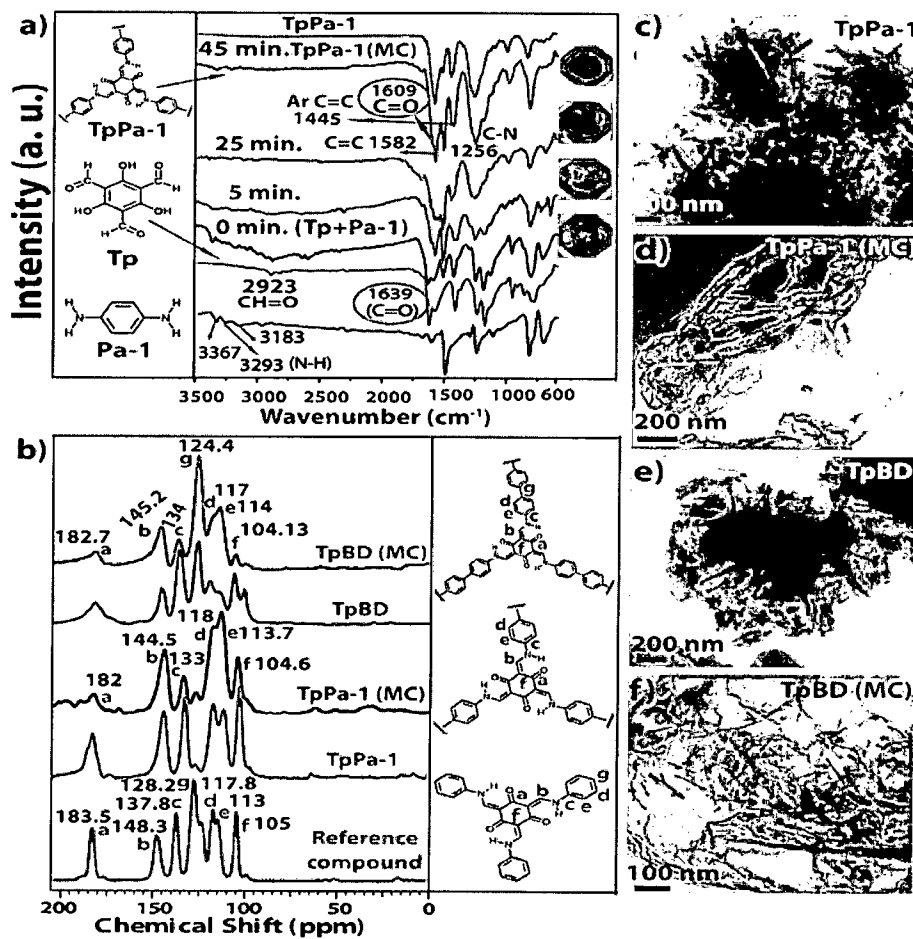 a)
Intensity (a. u.)
TpPa-1
45 min.TpPa-1(MC)
1609
C=O
Ar C=C
1445
C-N
1256
25 min.
C=C 1582
5 min.
0 min. (Tp+Pa-1)
2923
CH=O
1639
(C=O)
3183
3367
3293 (N-H)
TpPa-1
Tp
Pa-1
3500 3000 2500 2000 1500 1000 600
Wavenumber (cm⁻¹)
b)
124.4
g
145.2
b
134
c
117
d
e114
104.13
f
182.7
a
TpBD (MC)
TpBD
118
d
e113.7
144.5
b
133
c
f 104.6
182
a
TpPa-1 (MC)
TpPa-1
128.29
117.8
137.8 c
d
113
e
183.5
a
148.3
b
f 105
Reference
compound
200 150 100 50 0
Chemical Shift (ppm)
c)
TpPa-1
00 nm
d)
TpPa-1 (MC)
200 nm
e)
TpBD
200 nm
f)
TpBD (MC)
100 nm